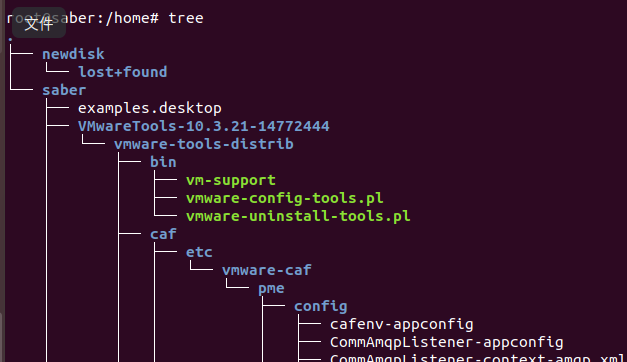 root@saber:/home# tree
文件
.
├── newdisk
│   └── lost+found
└── saber
    ├── examples.desktop
    ├── VMwareTools-10.3.21-14772444
    │   └── vmware-tools-distrib
    │       ├── bin
    │       │   ├── vm-support
    │       │   ├── vmware-config-tools.pl
    │       │   └── vmware-uninstall-tools.pl
    │       ├── caf
    │       │   ├── etc
    │       │   │   └── vmware-caf
    │       │   │       └── pme
    │       │   │           ├── config
    │       │   │           │   ├── cafenv-appconfig
    │       │   │           │   ├── CommAmqpListener-appconfig
    │       │   │           │   ├── CommAmqpListener-context-amqp.xml